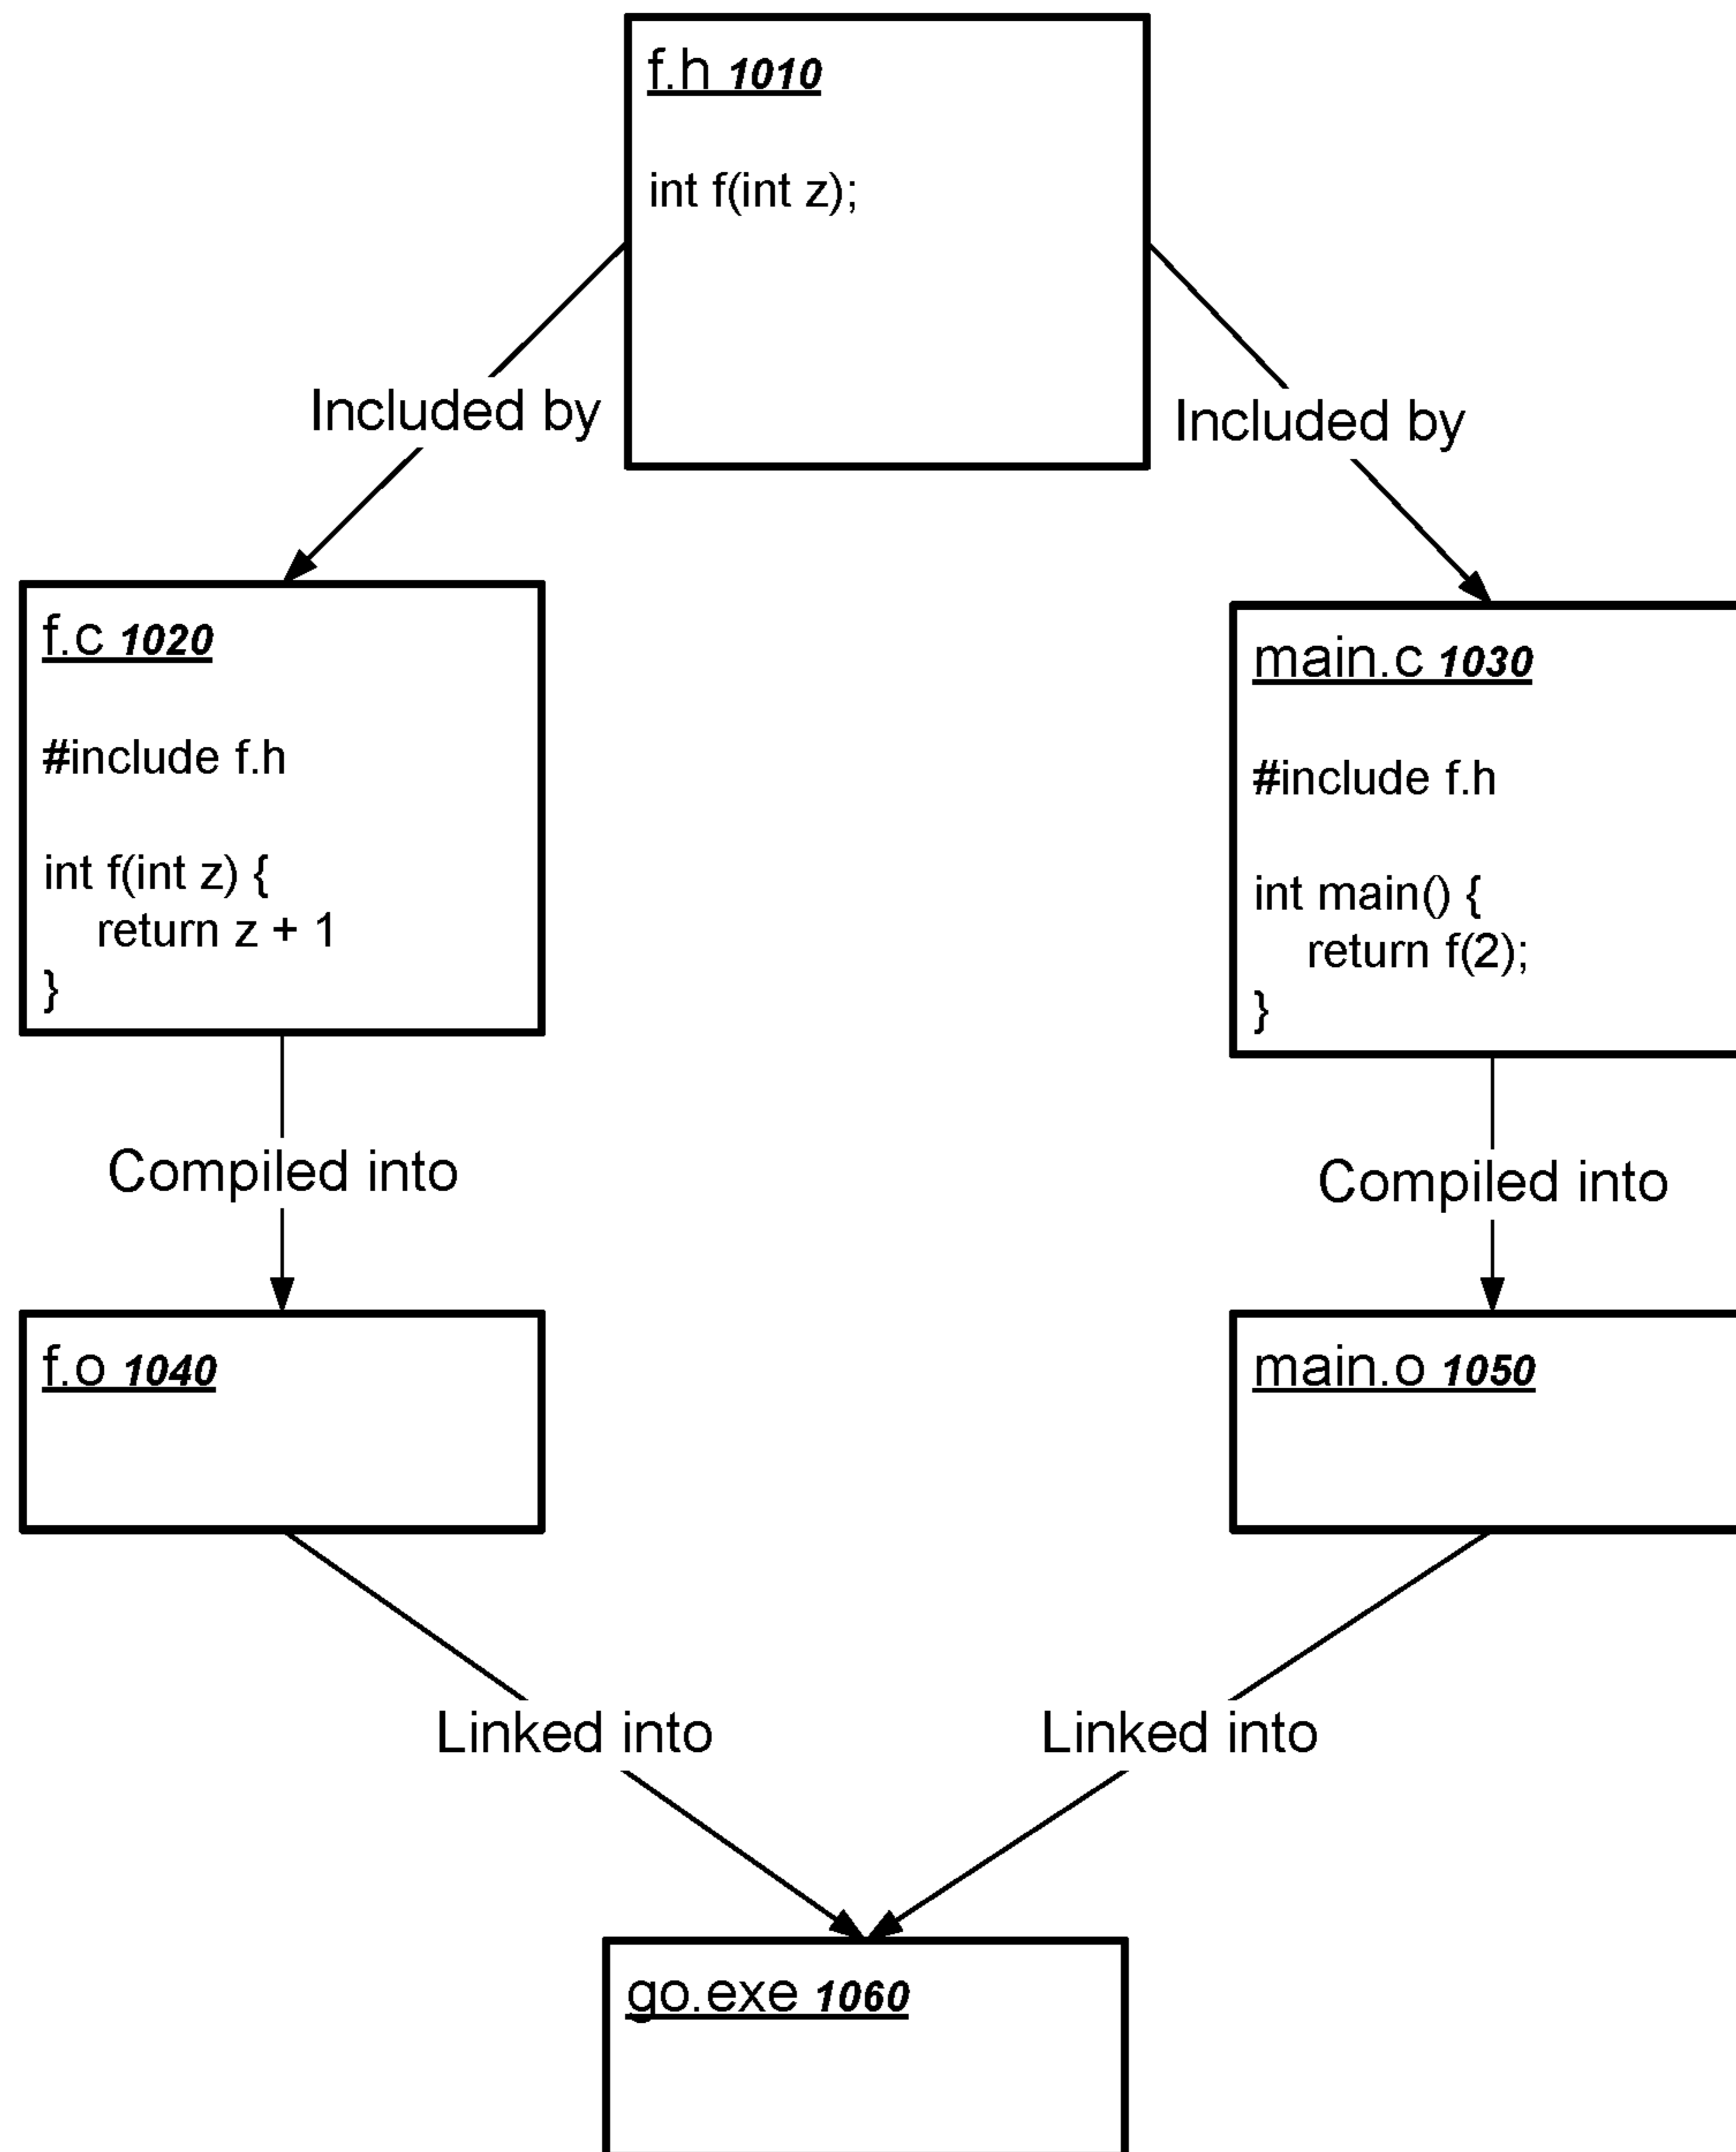 f.h 1010
int f(int z);
Included by
Included by
f.c 1020
#include f.h
int f(int z) {
return z + 1
}
main.c 1030
#include f.h
int main() {
return f(2);
}
Compiled into
Compiled into
f.o 1040
main.o 1050
Linked into
Linked into
go.exe 1060